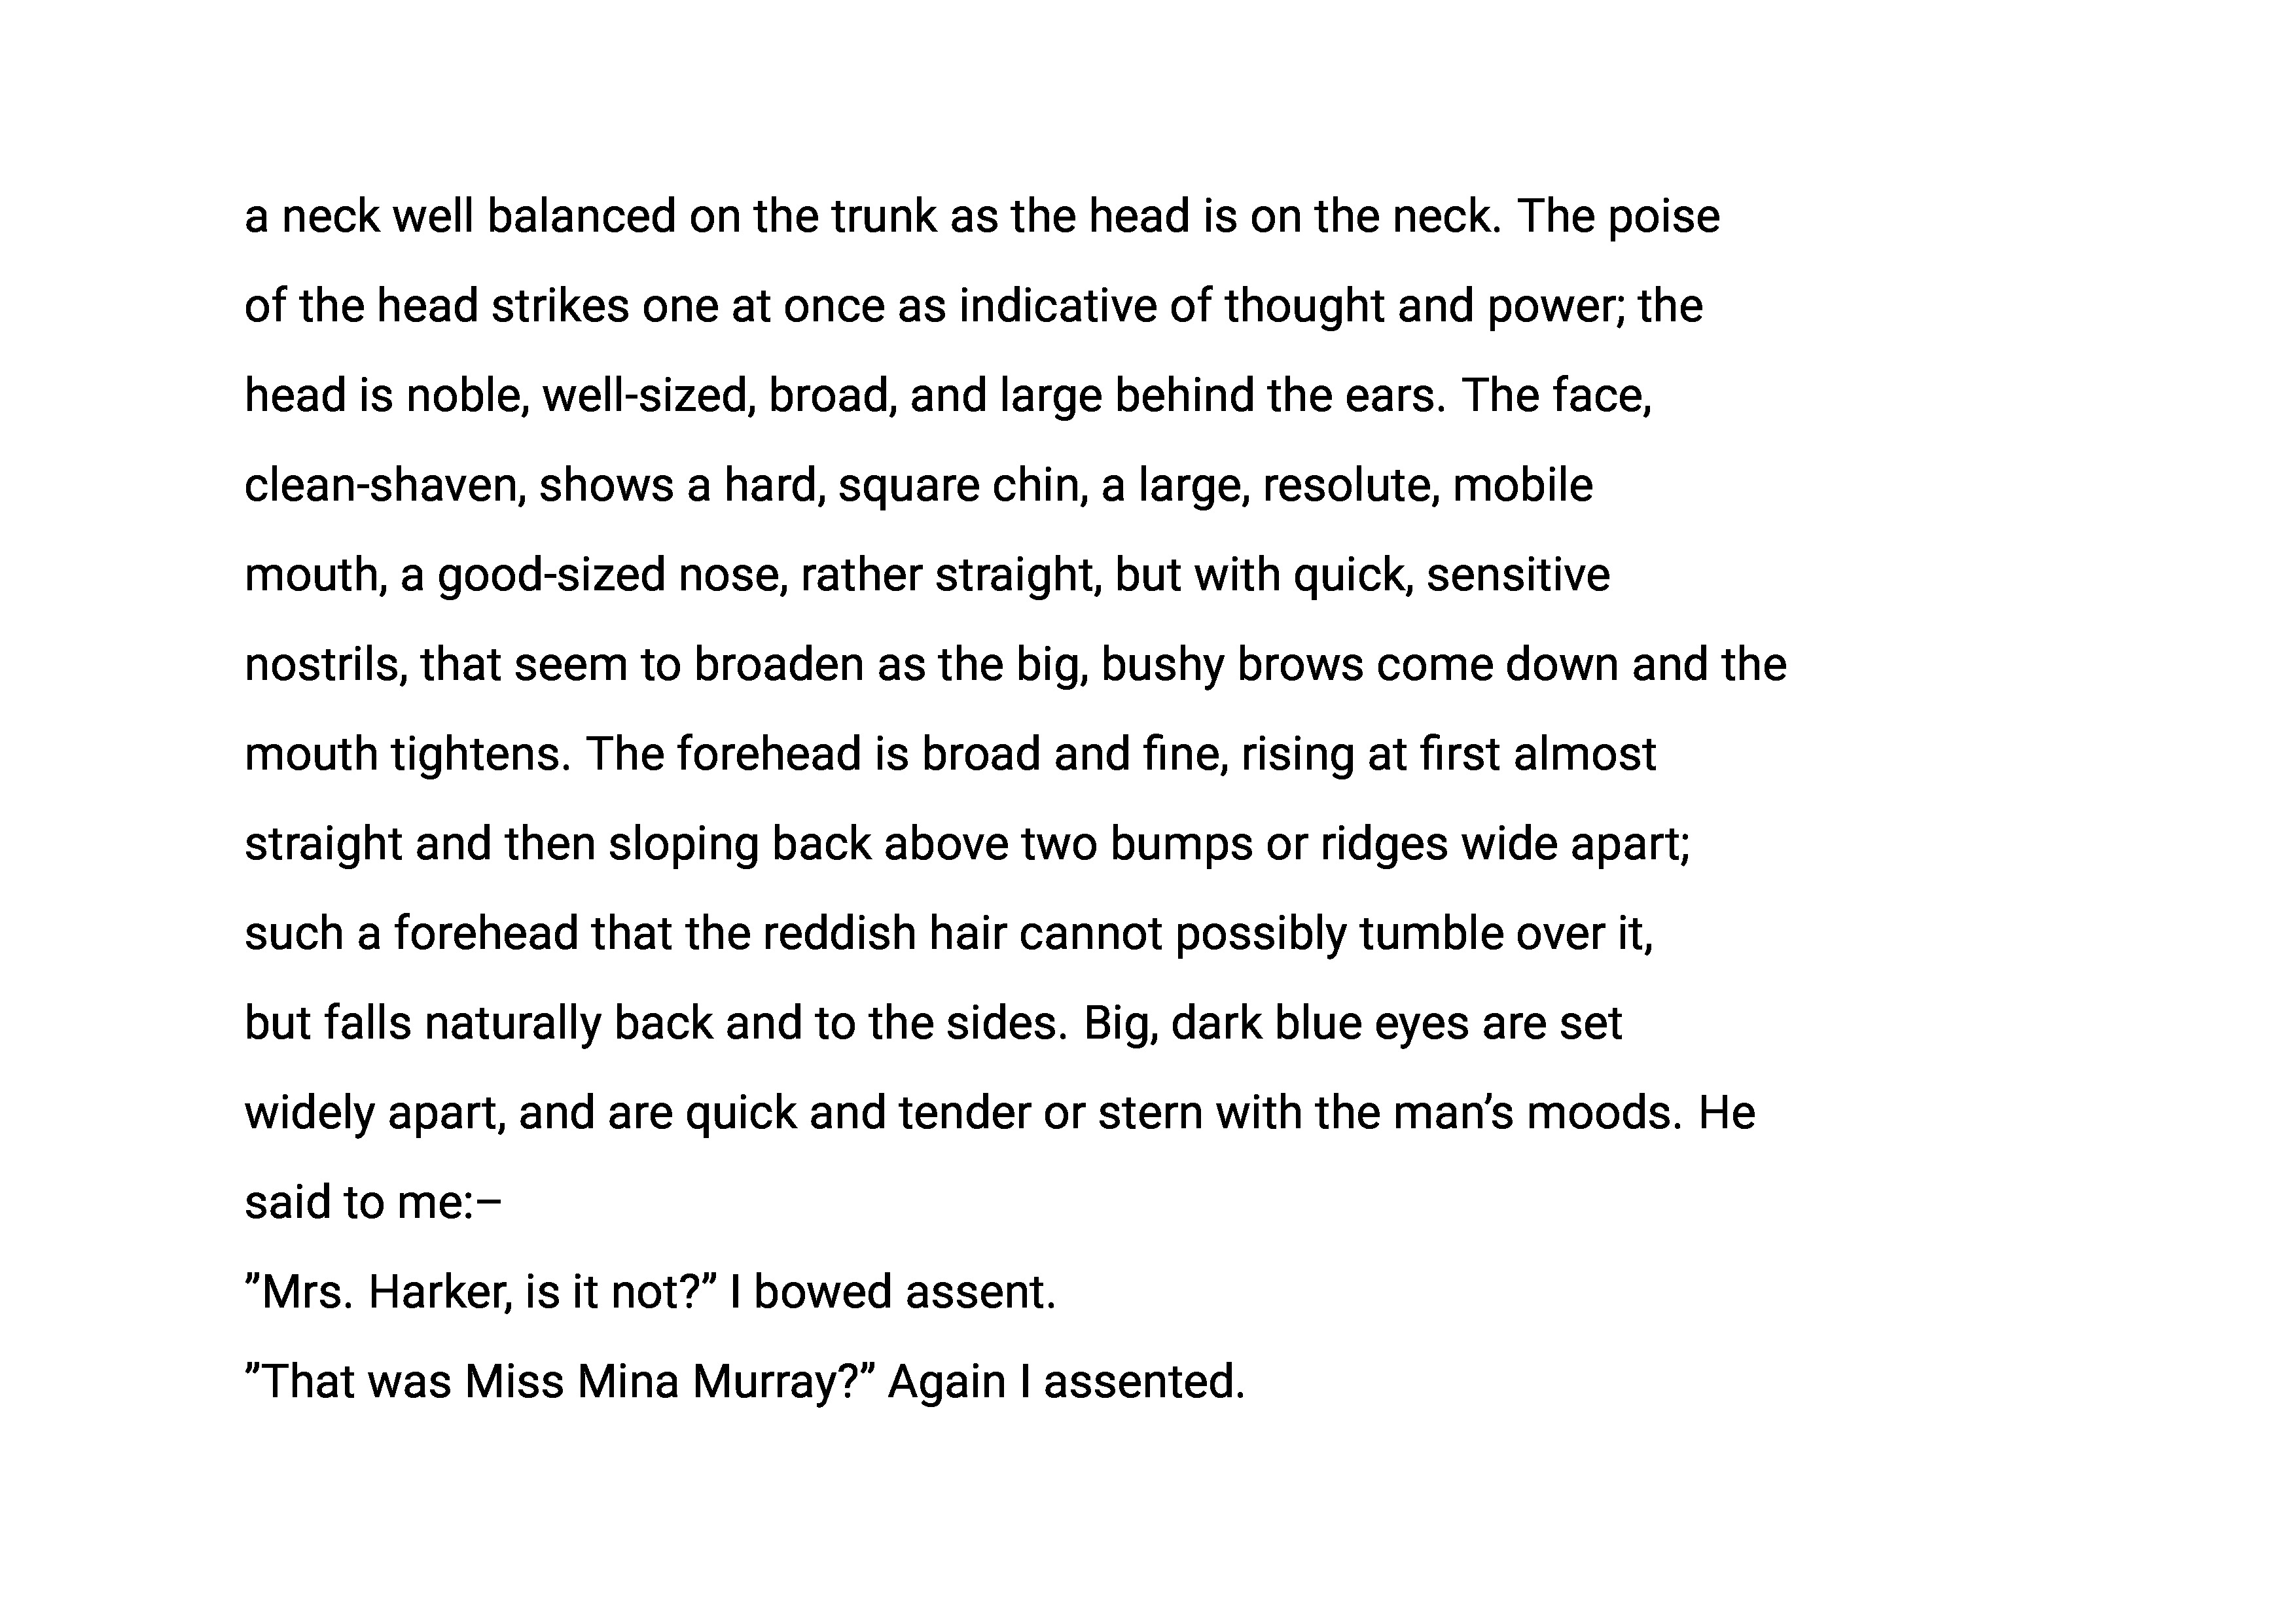 a neck well balanced on the trunk as the head is on the neck. The poise
of the head strikes one at once as indicative of thought and power; the
head is noble, well-sized, broad, and large behind the ears. The face,
clean-shaven, shows a hard, square chin, a large, resolute, mobile
mouth, a good-sized nose, rather straight, but with quick, sensitive
nostrils, that seem to broaden as the big, bushy brows come down and the
mouth tightens. The forehead is broad and fine, rising at first almost
straight and then sloping back above two bumps or ridges wide apart;
such a forehead that the reddish hair cannot possibly tumble over it,
but falls naturally back and to the sides. Big, dark blue eyes are set
widely apart, and are quick and tender or stern with the man’s moods. He
said to me:–
”Mrs. Harker, is it not?” I bowed assent.
”That was Miss Mina Murray?” Again I assented.